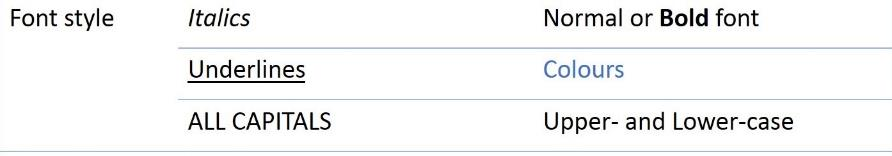 Font style Italics Normal or Bold font
Underlines Colours
ALL CAPITALS Upper- and Lower-case